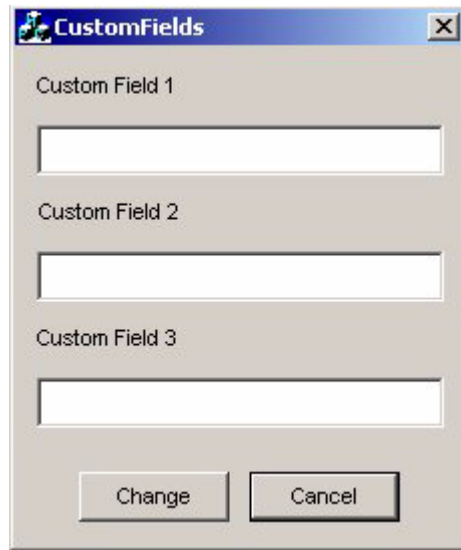 CustomFields
Custom Field 1
Custom Field 2
Custom Field 3
Change Cancel